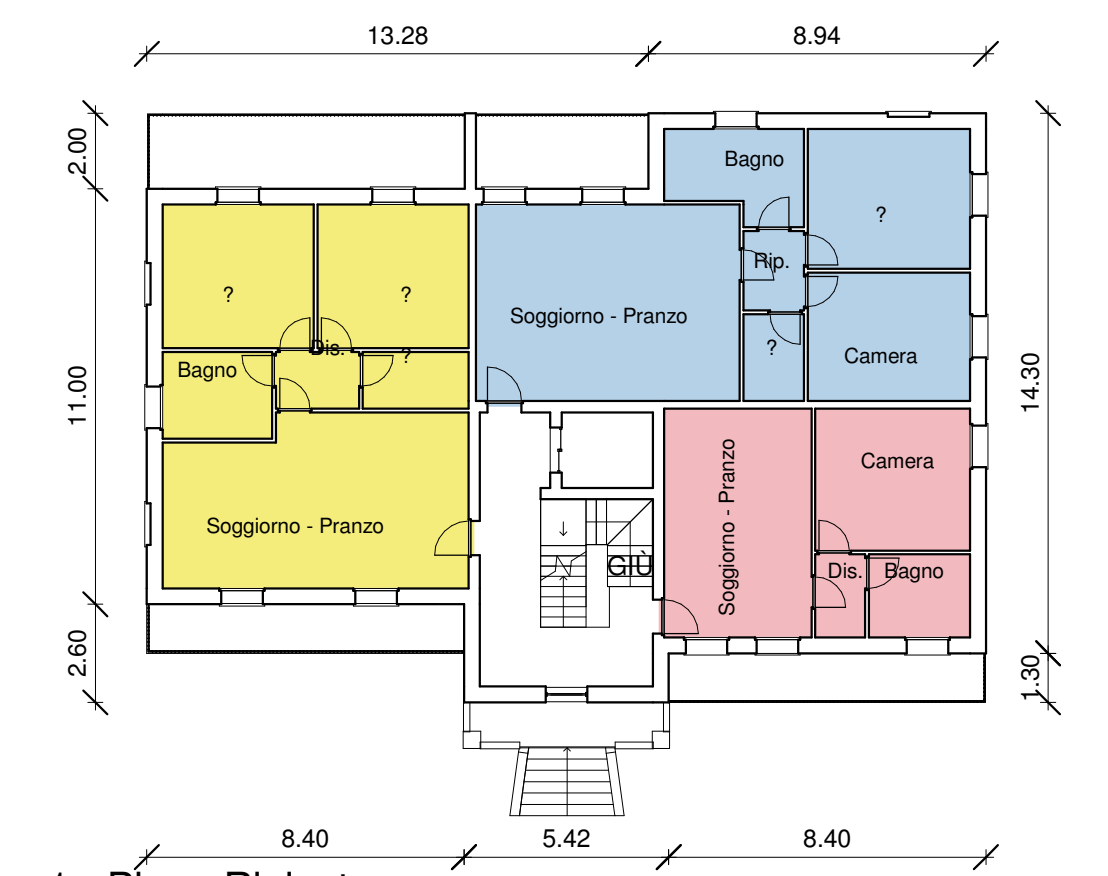 13.28
8.94
2.00
Bagno
?
Rip.
?
?
Soggiorno - Pranzo
Dis.
?
?
Camera
Bagno
11.00
14.30
Camera
Soggiorno - Pranzo
Soggiorno - Pranzo
GIÙ
Dis.
Bagno
2.60
1.30
8.40
5.42
8.40